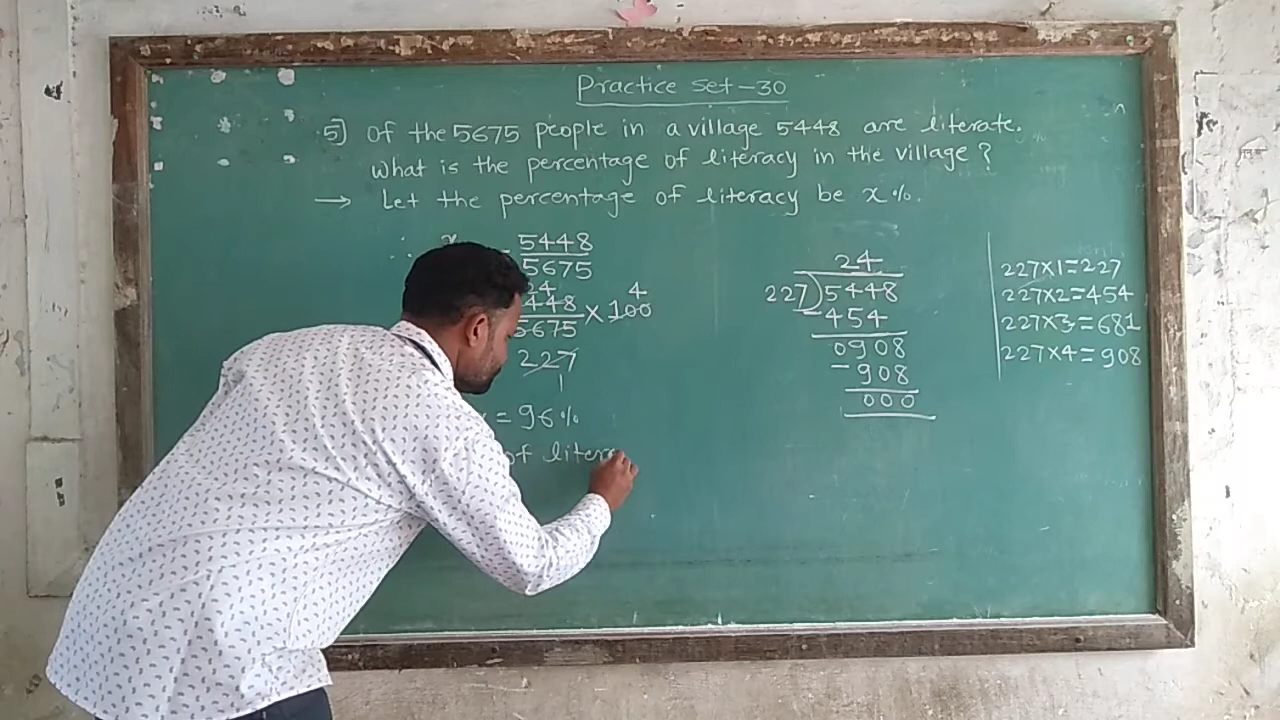 Practice Set-30
5] Of the 5675 people in a village 5448 are literate.
What is the percentage of literacy in the village ?
→ Let the percentage of literacy be x%.
∴ = 5448
5675
24 4
448 × 100
5675
227
1
= 96%
of litera
24
227)5448
-454
0908
-908
000
227×1=227
227×2=454
227×3=681
227×4=908